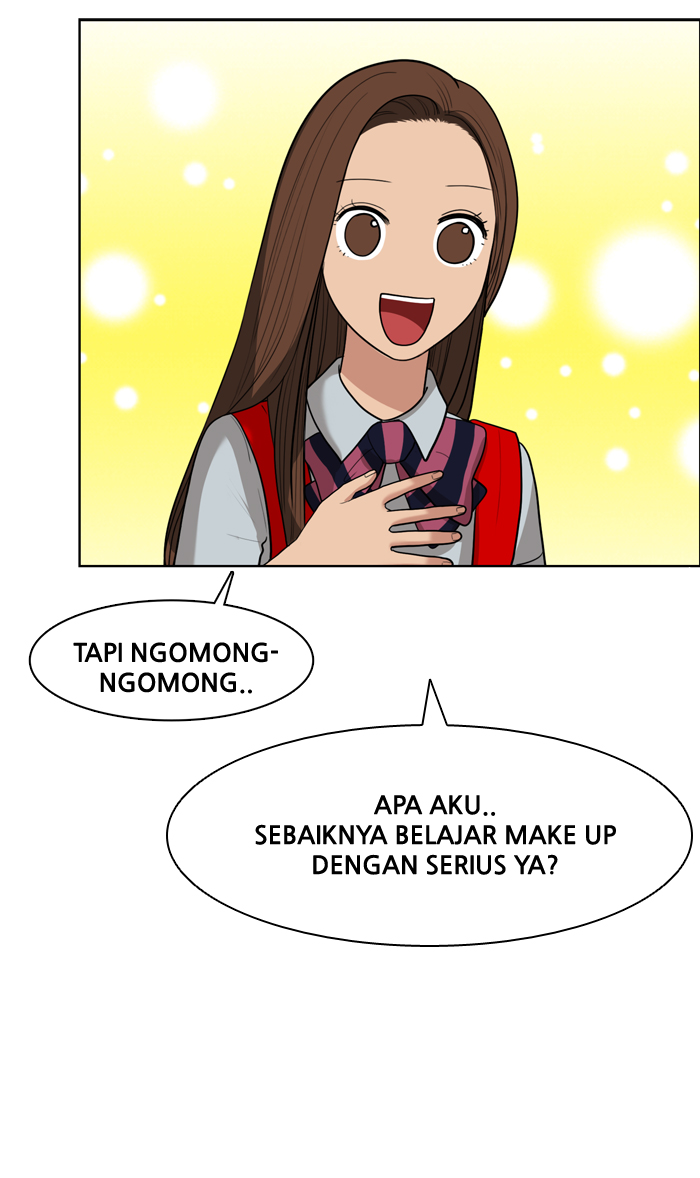 TAPI NGOMONG-
NGOMONG..
APA AKU..
SEBAIKNYA BELAJAR MAKE UP
DENGAN SERIUS YA?